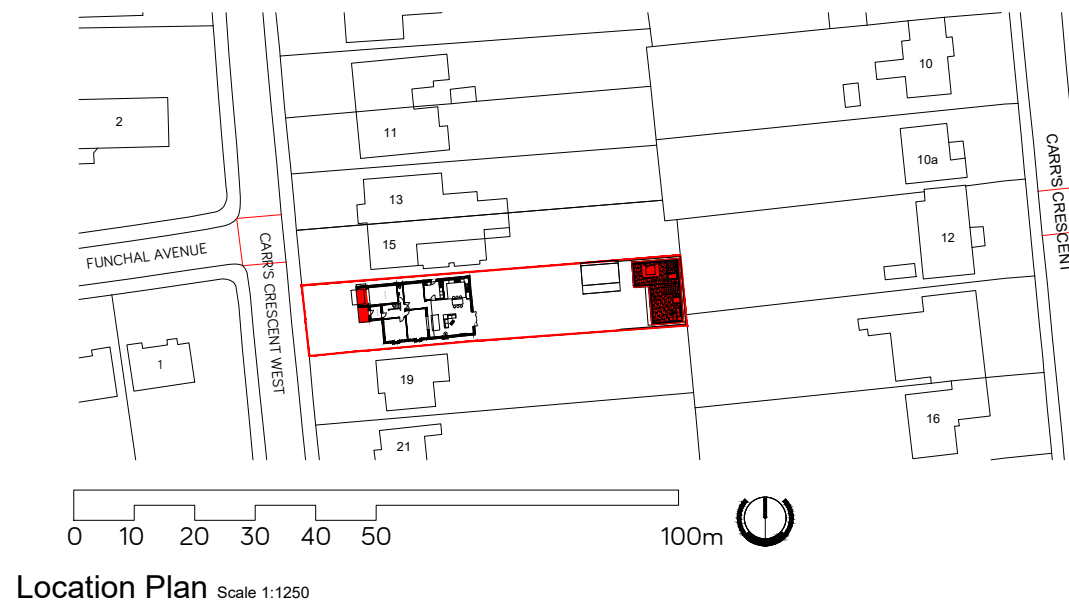 10
2
11
CARR'S CRESCENT
10a
13
FUNCHAL AVENUE
CARR'S CRESCENT WEST
15
12
1
19
16
21
0 10 20 30 40 50 100m
Location Plan Scale 1:1250